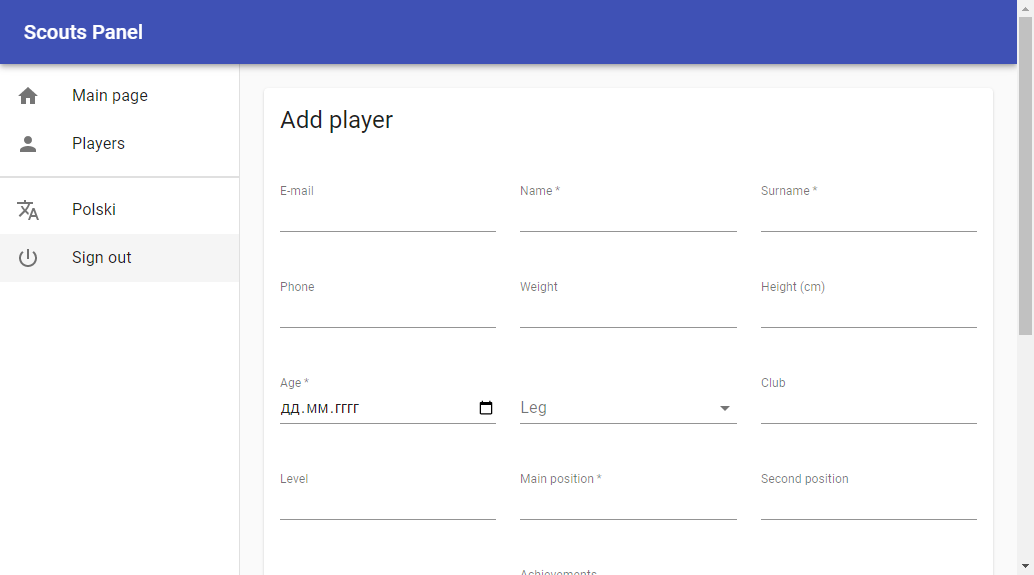 Scouts Panel
Main page
Players
Polski
Sign out
Add player
E-mail
Name *
Surname *
Phone
Weight
Height (cm)
Age *
ДД.ММ.ГГГГ
Leg
Club
Level
Main position *
Second position
Achievements